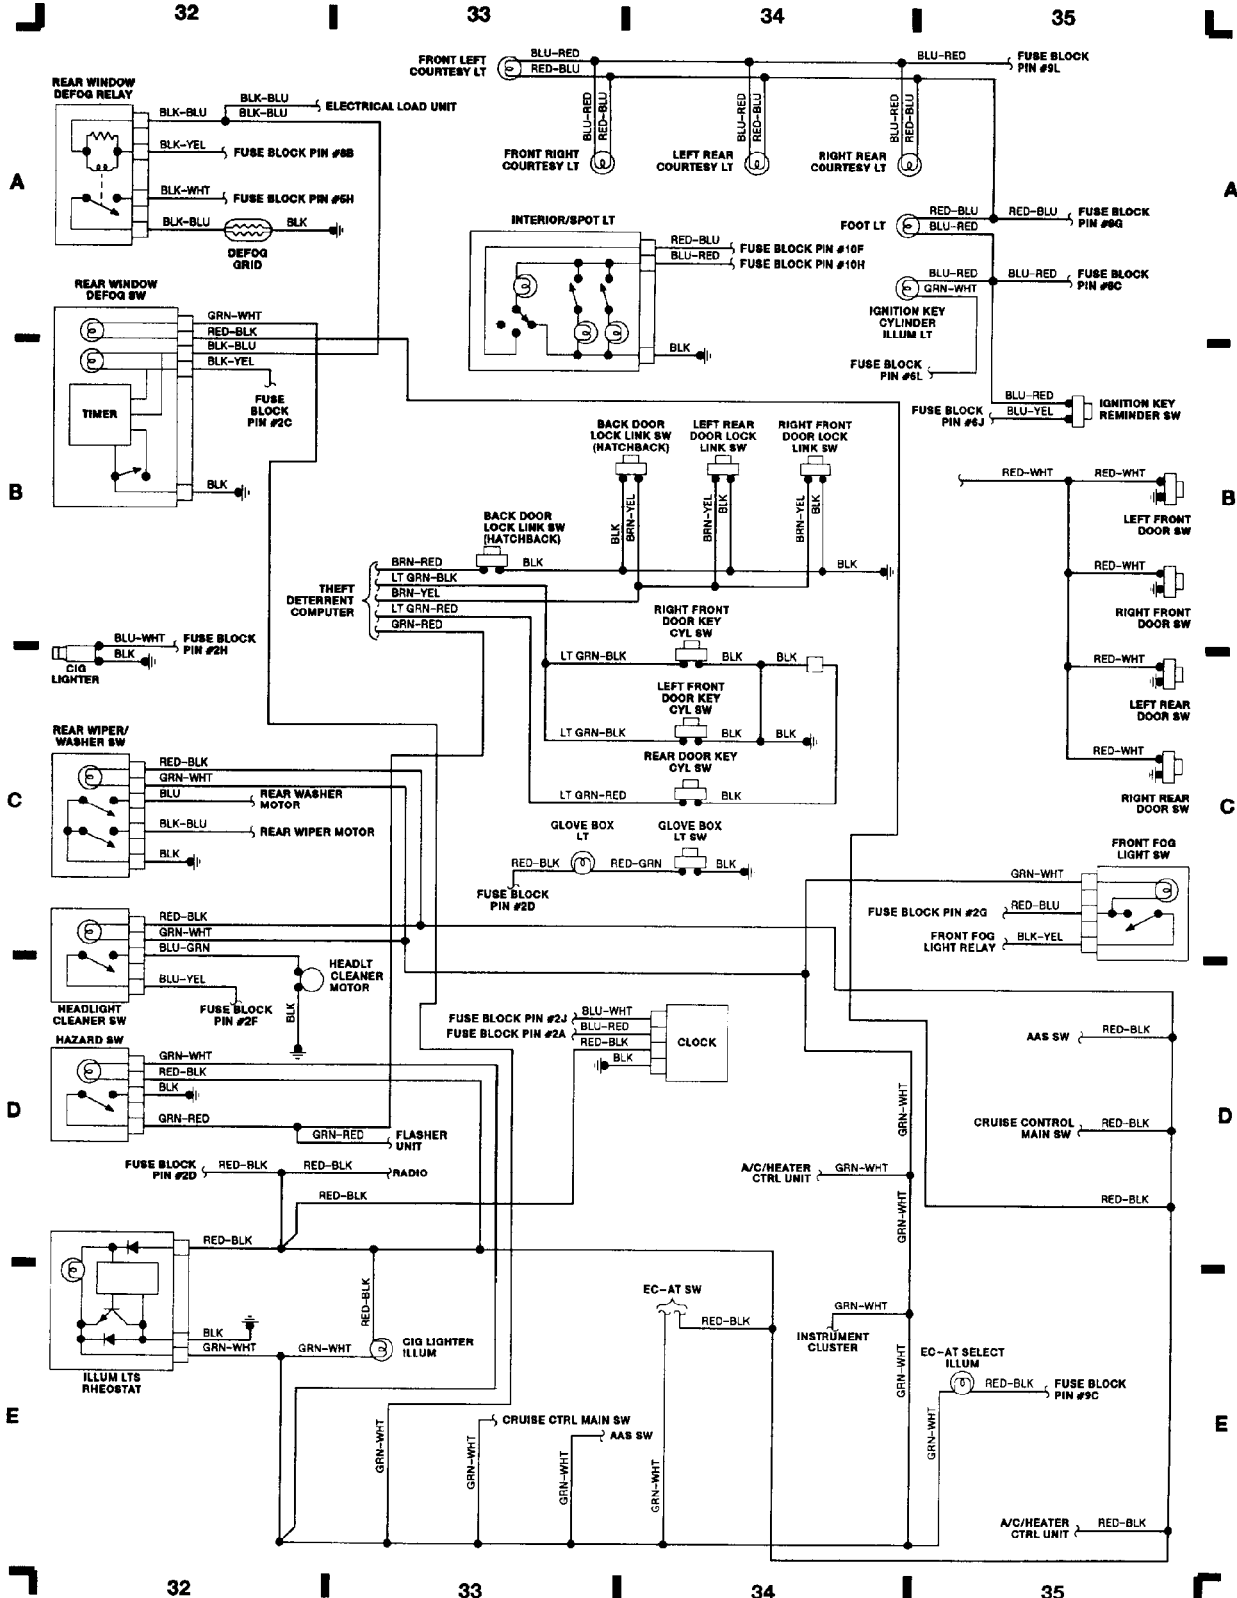 32
33
34
35
REAR WINDOW
DEFOG RELAY
BLK-BLU
BLK-BLU
BLK-BLU
ELECTRICAL LOAD UNIT
BLK-YEL
FUSE BLOCK PIN #8B
BLK-WHT
FUSE BLOCK PIN #6H
BLK-BLU
BLK
DEFOG
GRID
FRONT LEFT
COURTESY LT
BLU-RED
RED-BLU
BLU-RED
FUSE BLOCK
PIN #9L
BLU-RED
RED-BLU
BLU-RED
RED-BLU
BLU-RED
RED-BLU
FRONT RIGHT
COURTESY LT
LEFT REAR
COURTESY LT
RIGHT REAR
COURTESY LT
A
A
INTERIOR/SPOT LT
RED-BLU
FUSE BLOCK PIN #10F
BLU-RED
FUSE BLOCK PIN #10H
BLK
FOOT LT
RED-BLU
RED-BLU
FUSE BLOCK
PIN #8G
BLU-RED
BLU-RED
BLU-RED
FUSE BLOCK
PIN #8C
GRN-WHT
IGNITION KEY
CYLINDER
ILLUM LT
FUSE BLOCK
PIN #6L
BLU-RED
FUSE BLOCK
PIN #6J
BLU-YEL
IGNITION KEY
REMINDER SW
REAR WINDOW
DEFOG SW
GRN-WHT
RED-BLK
BLK-BLU
BLK-YEL
FUSE
BLOCK
PIN #2C
TIMER
BLK
B
B
BACK DOOR
LOCK LINK SW
(HATCHBACK)
LEFT REAR
DOOR LOCK
LINK SW
RIGHT FRONT
DOOR LOCK
LINK SW
BLK
BRN-YEL
BRN-YEL
BLK
BRN-YEL
BLK
BACK DOOR
LOCK LINK SW
(HATCHBACK)
THEFT
DETERRENT
COMPUTER
BRN-RED
BLK
BLK
LT GRN-BLK
BRN-YEL
LT GRN-RED
GRN-RED
RED-WHT
RED-WHT
LEFT FRONT
DOOR SW
RED-WHT
RIGHT FRONT
DOOR SW
RED-WHT
LEFT REAR
DOOR SW
RED-WHT
RIGHT REAR
DOOR SW
BLU-WHT
FUSE BLOCK
PIN #2H
BLK
CIG
LIGHTER
RIGHT FRONT
DOOR KEY
CYL SW
LT GRN-BLK
BLK
BLK
LEFT FRONT
DOOR KEY
CYL SW
LT GRN-BLK
BLK
BLK
REAR DOOR KEY
CYL SW
LT GRN-RED
BLK
REAR WIPER/
WASHER SW
RED-BLK
GRN-WHT
BLU
REAR WASHER
MOTOR
BLK-BLU
REAR WIPER MOTOR
BLK
C
C
GLOVE BOX
LT
GLOVE BOX
LT SW
RED-BLK
RED-GRN
BLK
FUSE BLOCK
PIN #2D
FRONT FOG
LIGHT SW
GRN-WHT
FUSE BLOCK PIN #2G
RED-BLU
FRONT FOG
LIGHT RELAY
BLK-YEL
RED-BLK
GRN-WHT
BLU-GRN
BLU-YEL
FUSE BLOCK
PIN #2F
HEADLT
CLEANER
MOTOR
BLK
HEADLIGHT
CLEANER SW
HAZARD SW
GRN-WHT
RED-BLK
BLK
GRN-RED
GRN-RED
FLASHER
UNIT
FUSE BLOCK PIN #2J
BLU-WHT
FUSE BLOCK PIN #2A
BLU-RED
RED-BLK
BLK
CLOCK
AAS SW
RED-BLK
CRUISE CONTROL
MAIN SW
RED-BLK
D
D
GRN-WHT
A/C/HEATER
CTRL UNIT
GRN-WHT
GRN-WHT
RED-BLK
FUSE BLOCK
PIN #2D
RED-BLK
RED-BLK
RADIO
RED-BLK
RED-BLK
RED-BLK
BLK
GRN-WHT
GRN-WHT
CIG LIGHTER
ILLUM
ILLUM LTS
RHEOSTAT
EC-AT SW
RED-BLK
GRN-WHT
INSTRUMENT
CLUSTER
GRN-WHT
EC-AT SELECT
ILLUM
RED-BLK
FUSE BLOCK
PIN #9C
GRN-WHT
E
E
GRN-WHT
GRN-WHT
CRUISE CTRL MAIN SW
GRN-WHT
AAS SW
GRN-WHT
A/C/HEATER
CTRL UNIT
RED-BLK
32
33
34
35